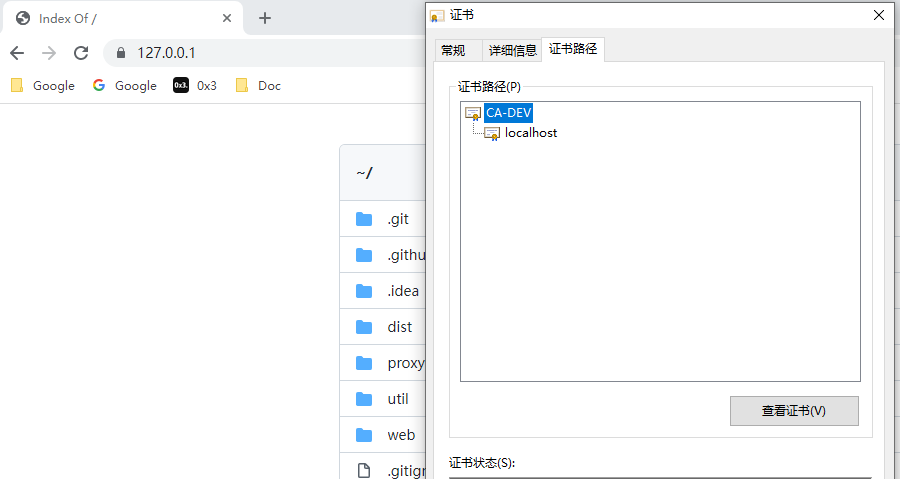 Index Of /
127.0.0.1
Google
Google
0x3.
0x3
Doc
~/
.git
.githu
.idea
dist
proxy
util
web
.gitigr
证书
常规
详细信息
证书路径
证书路径(P)
CA-DEV
localhost
查看证书(V)
证书状态(S):